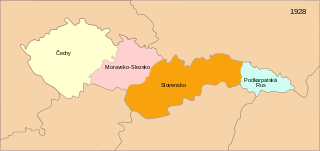 1928
Čechy
Moravsko-Slezsko
Slovensko
Podkarpatská
Rus